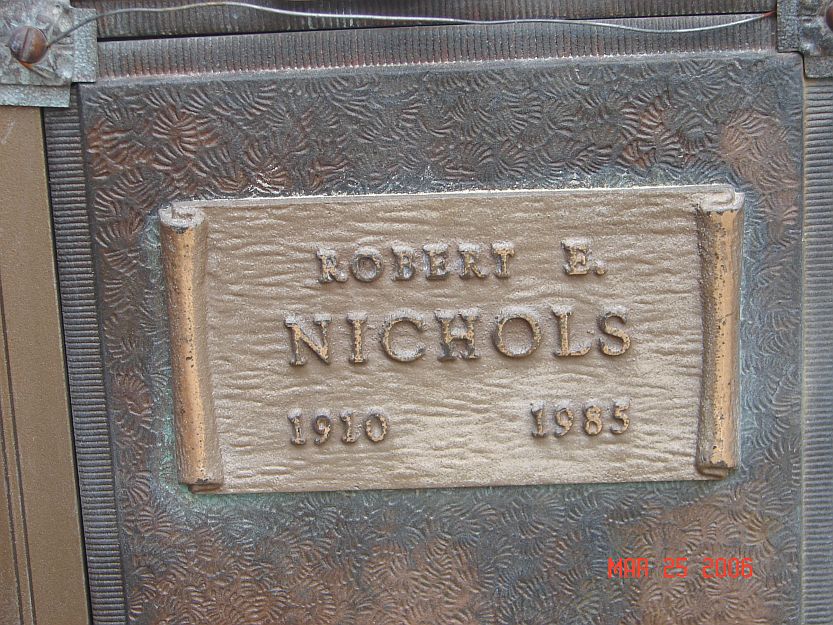 ROBERT E.
NICHOLS
1910 1985
MAR 25 2006